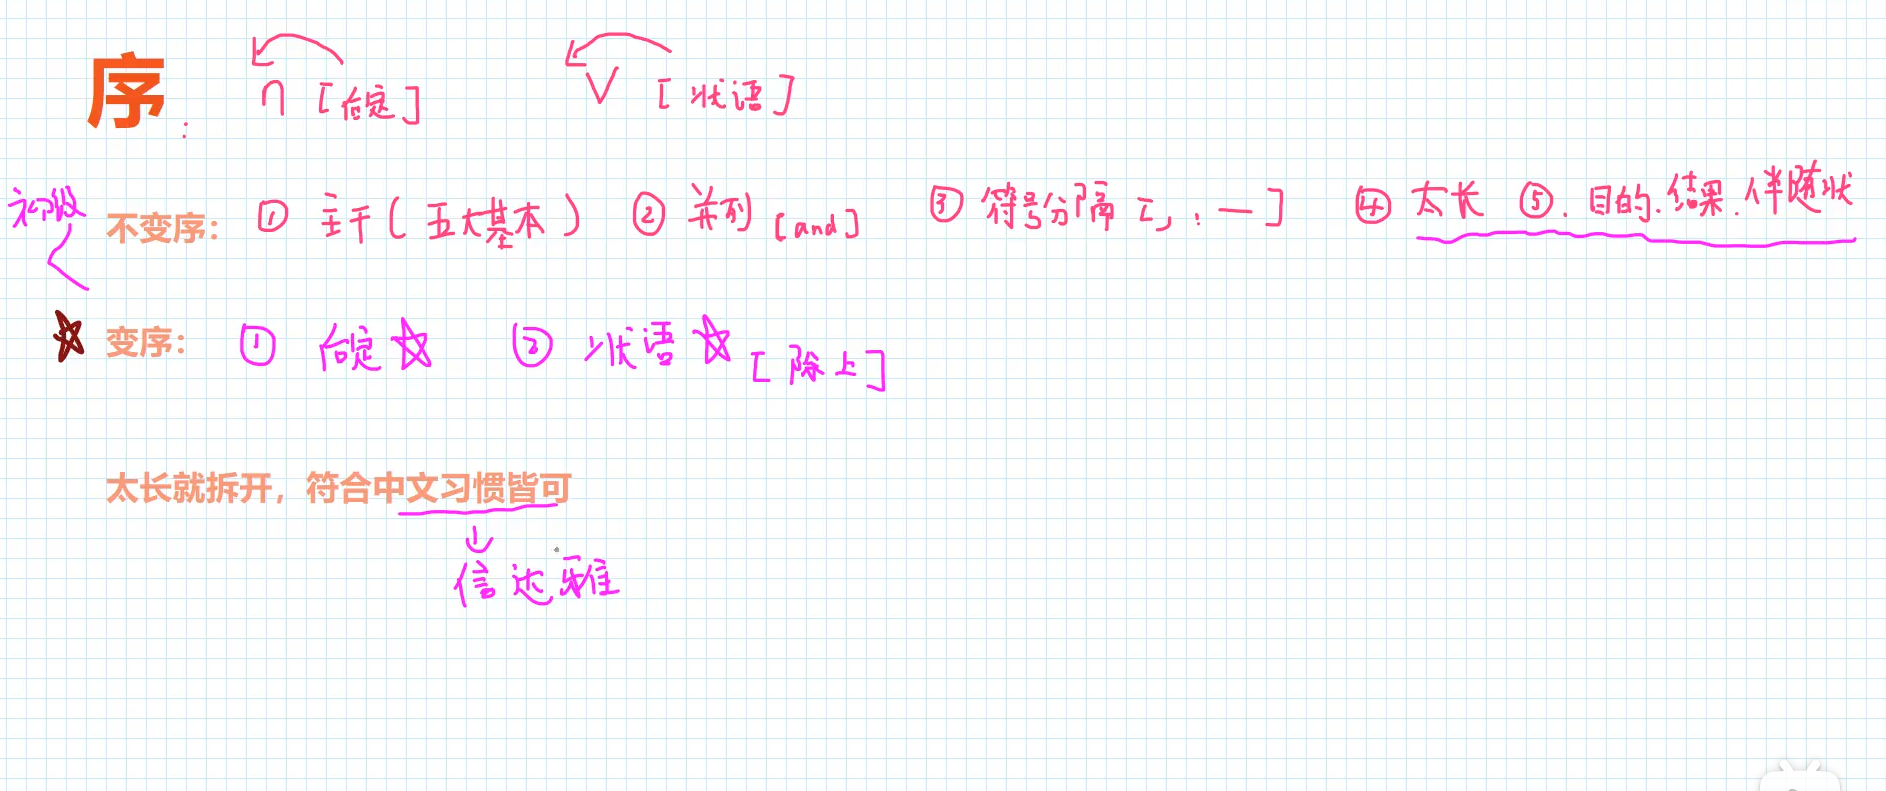 序： n [后定] V [状语]
初级
不变序： ① 主干(五大基本) ② 并列[and] ③ 符号分隔[, : —] ④ 太长 ⑤.目的.结果.伴随状
变序： ① 后定☆ ② 状语☆ [除上]
太长就拆开，符合中文习惯皆可
信达雅